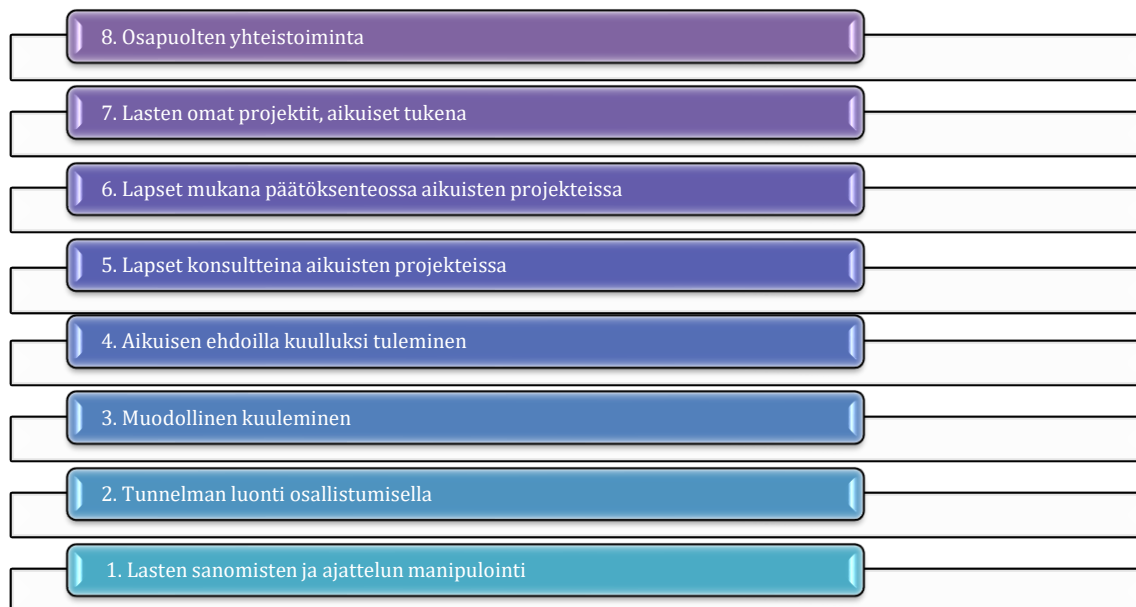 8. Osapuolten yhteistoiminta
7. Lasten omat projektit, aikuiset tukena
6. Lapset mukana päätöksenteossa aikuisten projekteissa
5. Lapset konsultteina aikuisten projekteissa
4. Aikuisen ehdoilla kuulluksi tuleminen
3. Muodollinen kuuleminen
2. Tunnelman luonti osallistumisella
1. Lasten sanomisten ja ajattelun manipulointi